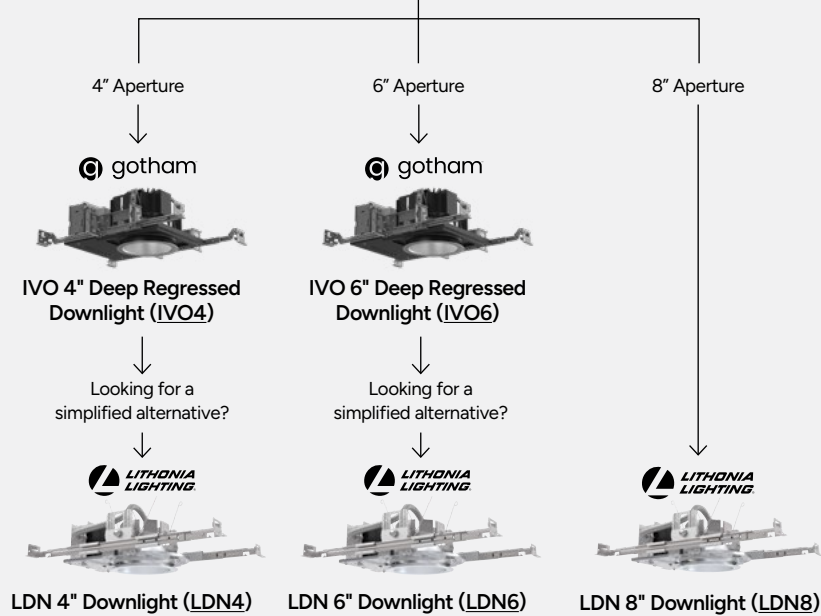 4” Aperture
6” Aperture
8” Aperture
gotham
gotham
IVO 4" Deep Regressed
Downlight (IVO4)
IVO 6" Deep Regressed
Downlight (IVO6)
Looking for a
simplified alternative?
Looking for a
simplified alternative?
LITHONIA
LIGHTING
LITHONIA
LIGHTING
LITHONIA
LIGHTING
LDN 4" Downlight (LDN4)
LDN 6" Downlight (LDN6)
LDN 8" Downlight (LDN8)